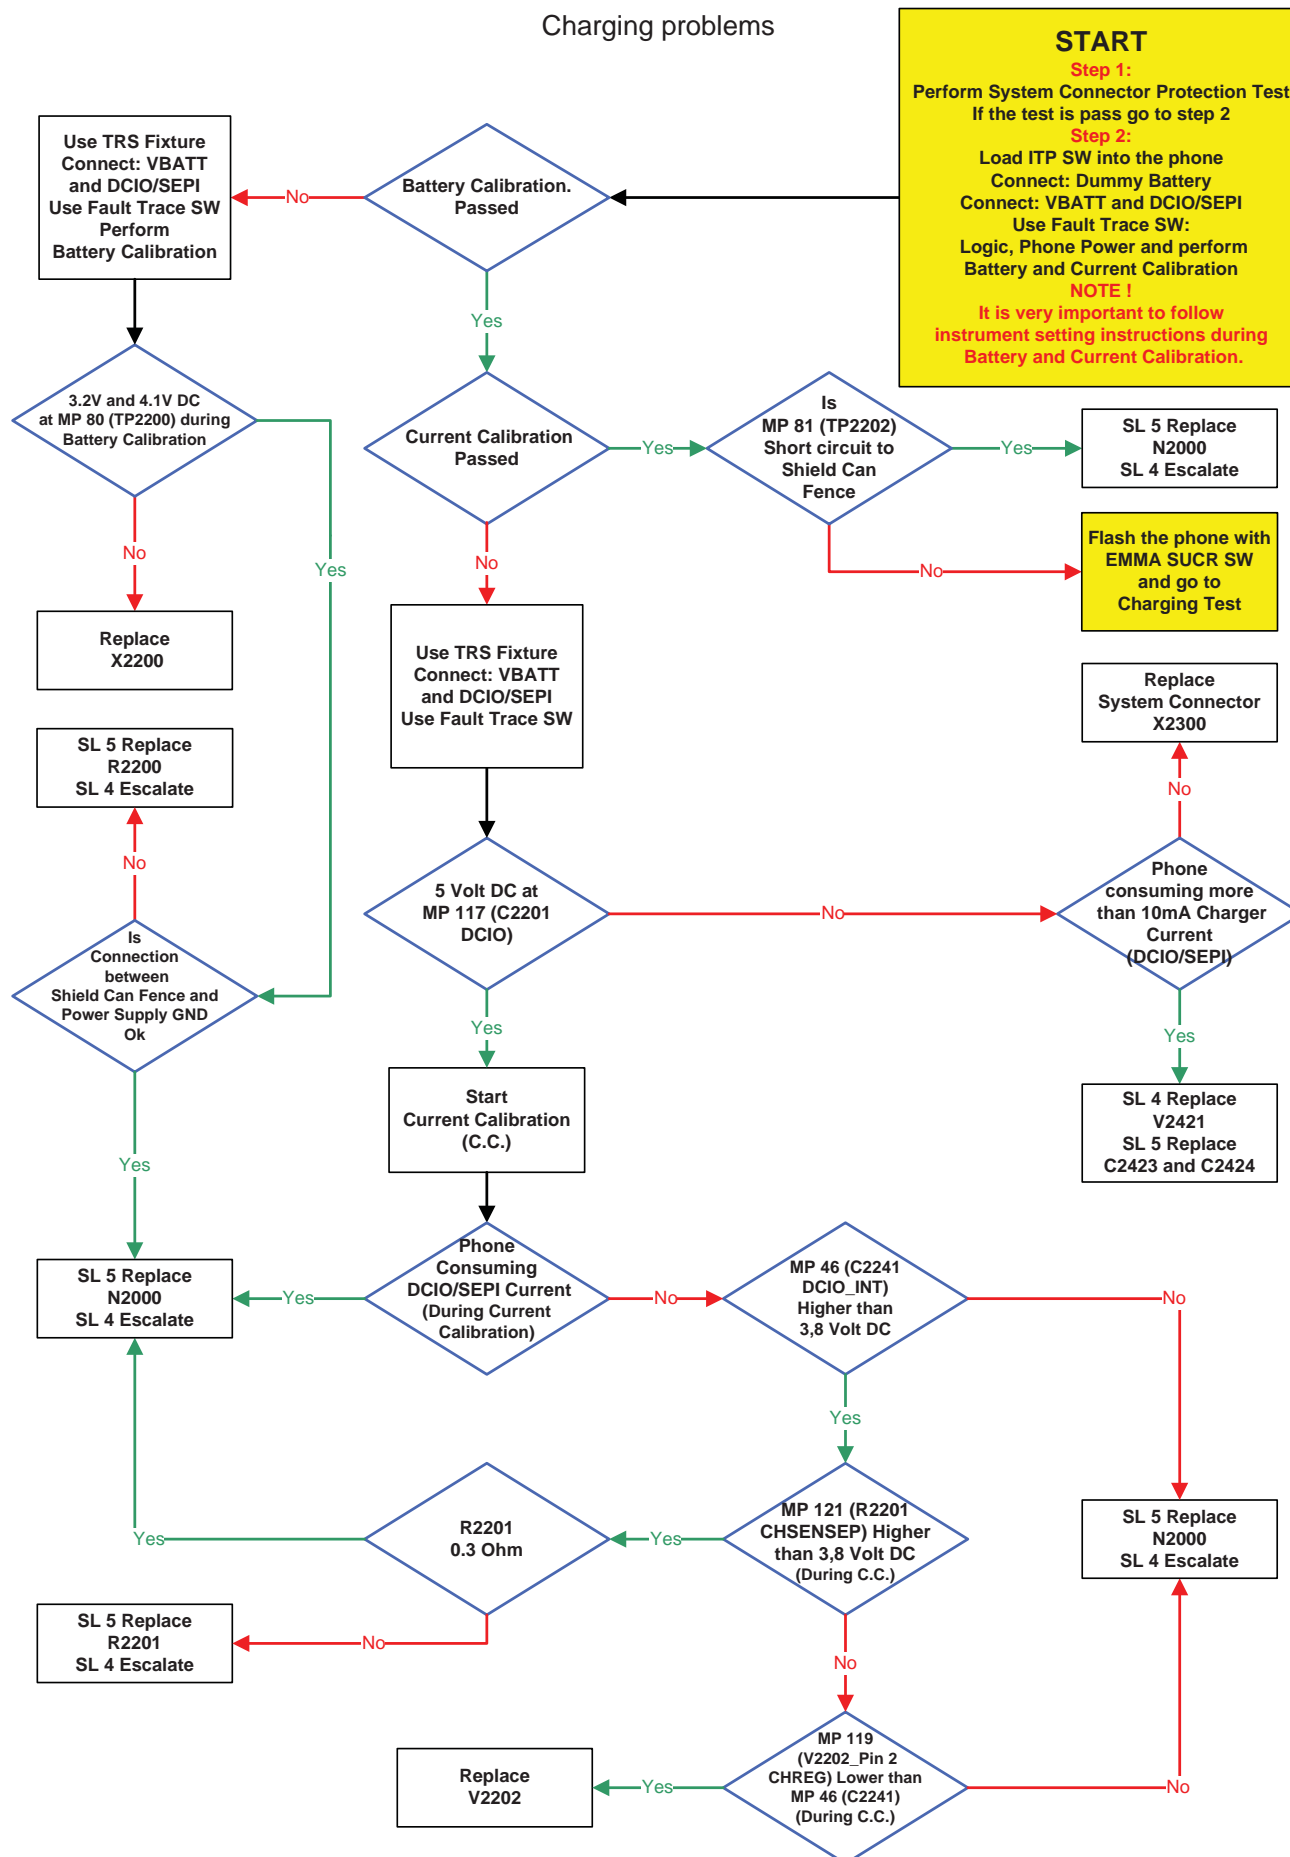 Charging problems
START
Step 1:
Perform System Connector Protection Test
If the test is pass go to step 2
Step 2:
Load ITP SW into the phone
Connect: Dummy Battery
Connect: VBATT and DCIO/SEPI
Use Fault Trace SW:
Logic, Phone Power and perform
Battery and Current Calibration
NOTE !
It is very important to follow
instrument setting instructions during
Battery and Current Calibration.
Use TRS Fixture
Connect: VBATT
and DCIO/SEPI
Use Fault Trace SW
Perform
Battery Calibration
No
Battery Calibration.
Passed
Yes
3.2V and 4.1V DC
at MP 80 (TP2200) during
Battery Calibration
Current Calibration
Passed
Yes
Is
MP 81 (TP2202)
Short circuit to
Shield Can
Fence
Yes
SL 5 Replace
N2000
SL 4 Escalate
No
Yes
No
No
Flash the phone with
EMMA SUCR SW
and go to
Charging Test
Replace
X2200
Use TRS Fixture
Connect: VBATT
and DCIO/SEPI
Use Fault Trace SW
Replace
System Connector
X2300
SL 5 Replace
R2200
SL 4 Escalate
No
No
5 Volt DC at
MP 117 (C2201
DCIO)
No
Phone
consuming more
than 10mA Charger
Current
(DCIO/SEPI)
Is
Connection
between
Shield Can Fence and
Power Supply GND
Ok
Yes
Yes
Start
Current Calibration
(C.C.)
SL 4 Replace
V2421
SL 5 Replace
C2423 and C2424
Yes
SL 5 Replace
N2000
SL 4 Escalate
Yes
Phone
Consuming
DCIO/SEPI Current
(During Current
Calibration)
No
MP 46 (C2241
DCIO_INT)
Higher than
3,8 Volt DC
No
Yes
Yes
R2201
0.3 Ohm
Yes
MP 121 (R2201
CHSENSEP) Higher
than 3,8 Volt DC
(During C.C.)
SL 5 Replace
N2000
SL 4 Escalate
SL 5 Replace
R2201
SL 4 Escalate
No
No
Replace
V2202
Yes
MP 119
(V2202_Pin 2
CHREG) Lower than
MP 46 (C2241)
(During C.C.)
No